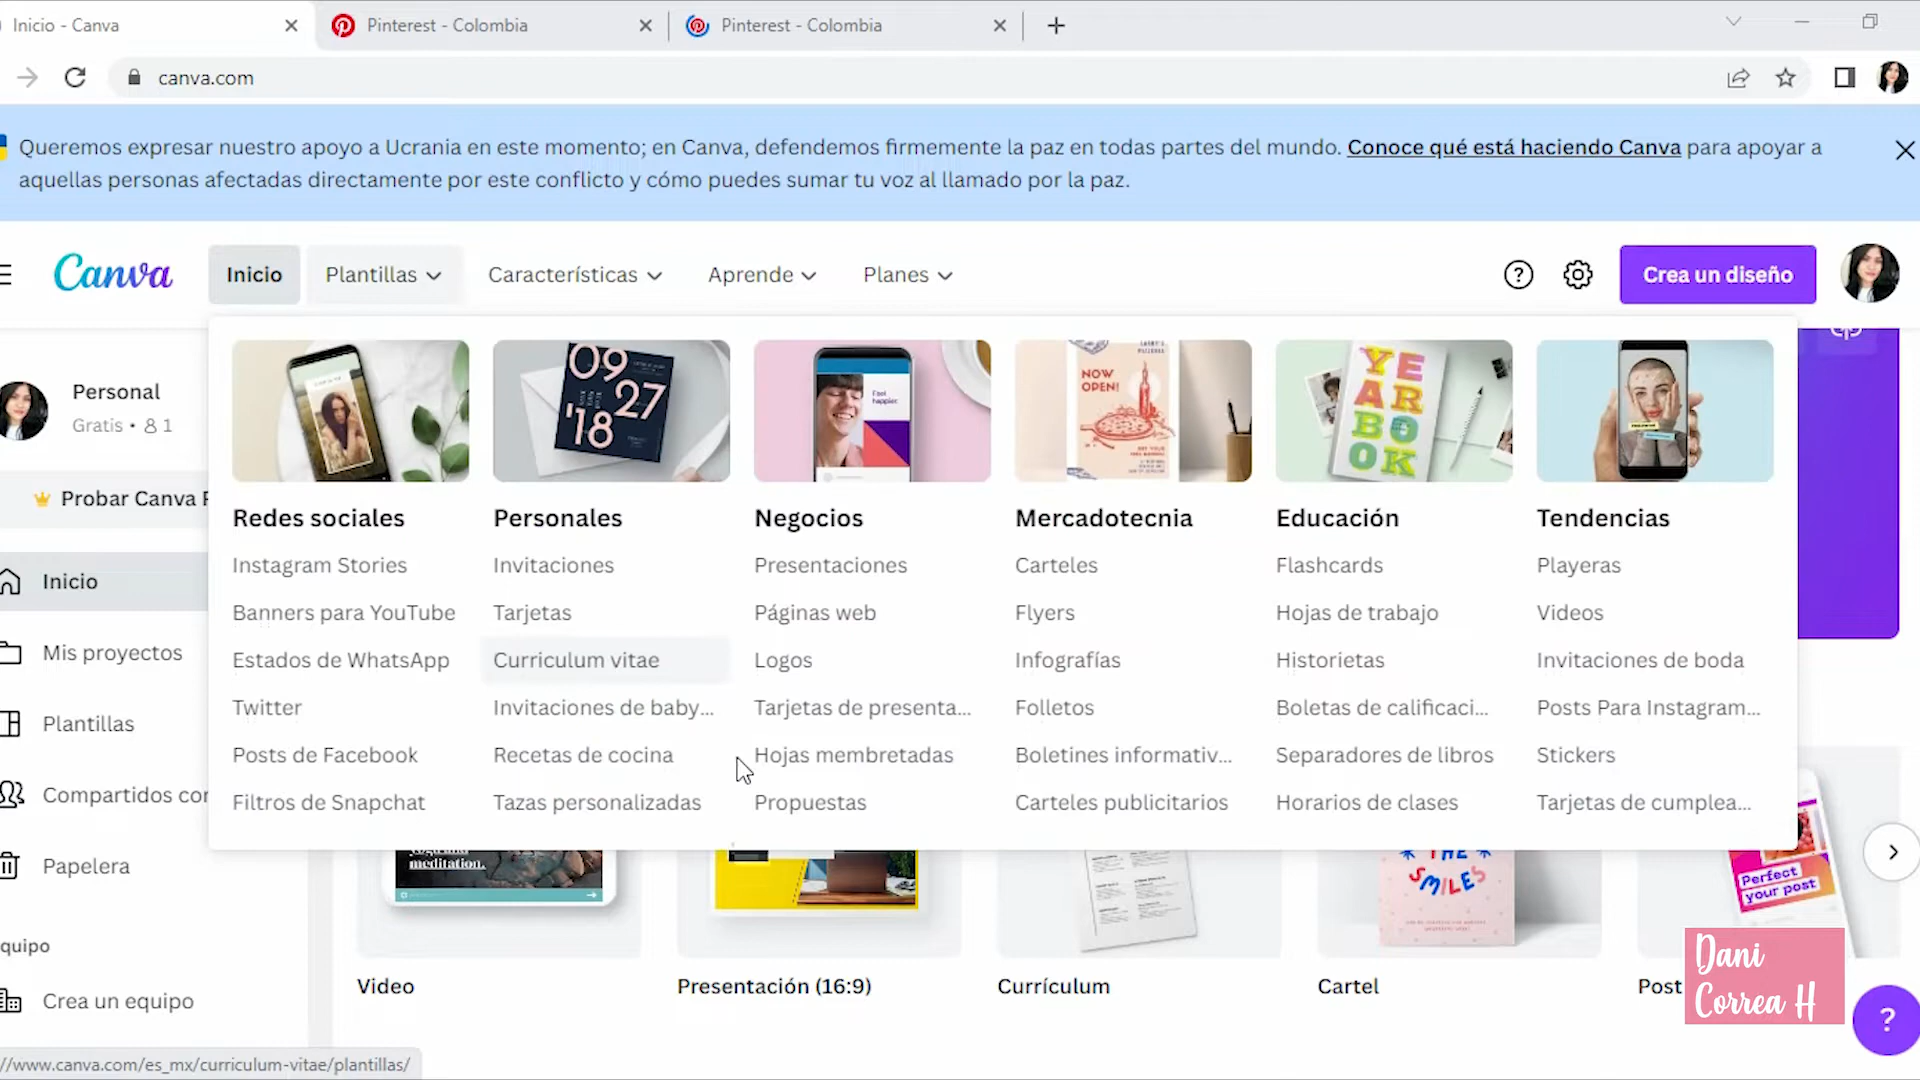 Inicio - Canva
Pinterest - Colombia
Pinterest - Colombia
canva.com
Queremos expresar nuestro apoyo a Ucrania en este momento; en Canva, defendemos firmemente la paz en todas partes del mundo. Conoce qué está haciendo Canva para apoyar a
aquellas personas afectadas directamente por este conflicto y cómo puedes sumar tu voz al llamado por la paz.
Canva
Inicio
Plantillas
Características
Aprende
Planes
Crea un diseño
Personal
Gratis • 1
Probar Canva P
Inicio
Mis proyectos
Plantillas
Compartidos con
Papelera
quipo
Crea un equipo
09
27
'18
Feel
happier.
NOW
OPEN!
YE
AR
BO
OK
Redes sociales
Instagram Stories
Banners para YouTube
Estados de WhatsApp
Twitter
Posts de Facebook
Filtros de Snapchat
Personales
Invitaciones
Tarjetas
Curriculum vitae
Invitaciones de baby...
Recetas de cocina
Tazas personalizadas
Negocios
Presentaciones
Páginas web
Logos
Tarjetas de presenta...
Hojas membretadas
Propuestas
Mercadotecnia
Carteles
Flyers
Infografías
Folletos
Boletines informativ...
Carteles publicitarios
Educación
Flashcards
Hojas de trabajo
Historietas
Boletas de calificaci...
Separadores de libros
Horarios de clases
Tendencias
Playeras
Videos
Invitaciones de boda
Posts Para Instagram...
Stickers
Tarjetas de cumplea...
meditation.
THE
SMILES
Perfect
your post
Video
Presentación (16:9)
Currículum
Cartel
Post
Dani
Correa H
?
//www.canva.com/es_mx/curriculum-vitae/plantillas/